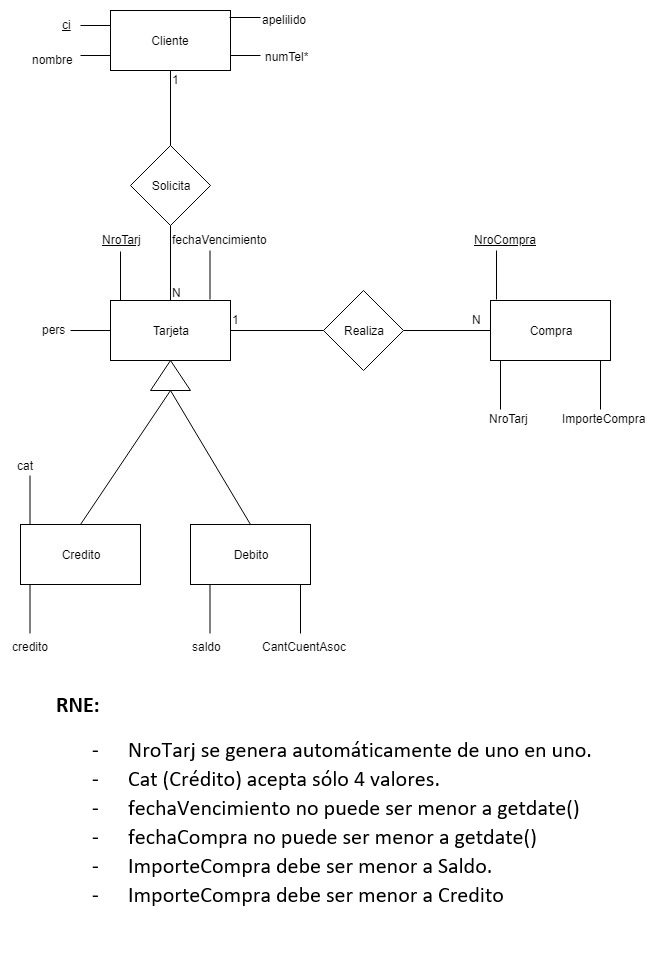 ci
apelilido
Cliente
nombre
numTel*
1
Solicita
NroTarj
fechaVencimiento
NroCompra
N
pers
Tarjeta
1
Realiza
N
Compra
NroTarj
ImporteCompra
cat
Credito
Debito
credito
saldo
CantCuentAsoc
RNE:
- NroTarj se genera automáticamente de uno en uno.
- Cat (Crédito) acepta sólo 4 valores.
- fechaVencimiento no puede ser menor a getdate()
- fechaCompra no puede ser menor a getdate()
- ImporteCompra debe ser menor a Saldo.
- ImporteCompra debe ser menor a Credito